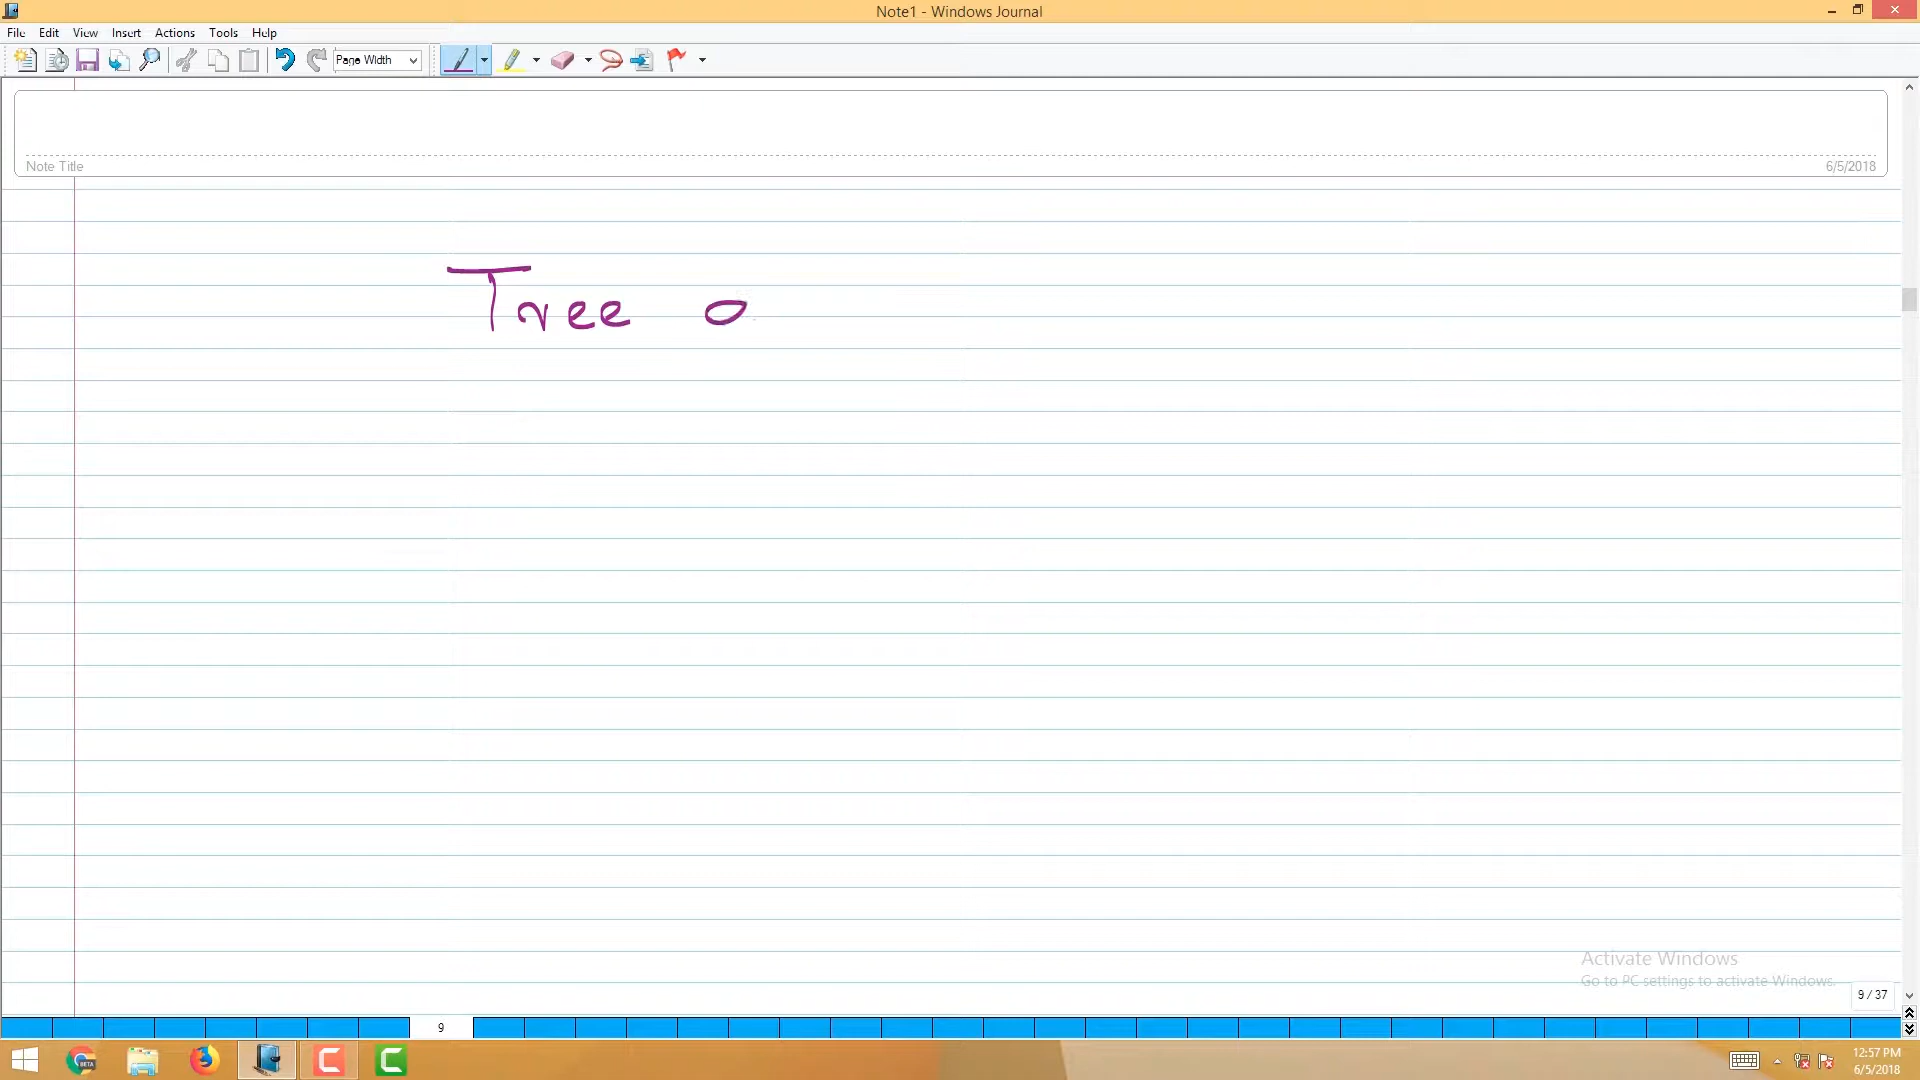 Note1 - Windows Journal
File Edit View Insert Actions Tools Help
Page Width
Note Title
6/5/2018
Tree o
Activate Windows
Go to PC settings to activate Windows.
9 / 37
9
BETA
12:57 PM
6/5/2018